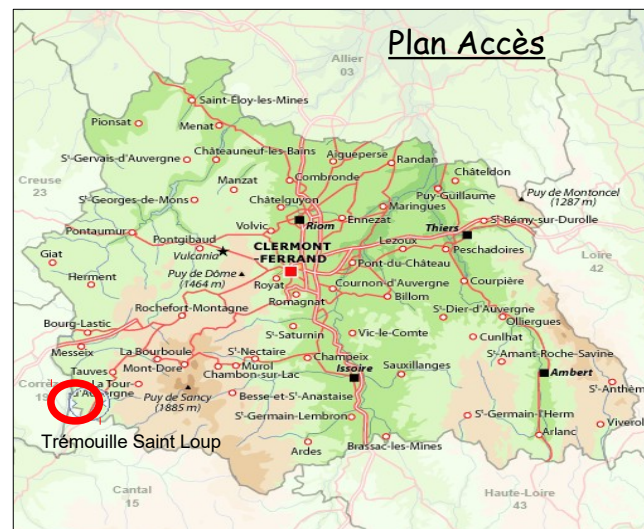 Plan Accès
Allier
03
Saint-Eloy-les-Mines
Pionsat
Menat
Châteauneuf-les-Bains
Aigueperse
Randan
Sᵗ-Gervais-d'Auvergne
Combronde
Châteldon
Creuse
23
Manzat
Puy-Guillaume
Puy de Montoncel
(1287 m)
Sᵗ-Georges-de-Mons
Châtelguyon
Maringues
Ennezat
Riom
Sᵗ-Rémy-sur-Durolle
Pontaumur
Volvic
Thiers
Pontgibaud
CLERMONT
-FERRAND
Lezoux
Peschadoires
Loire
42
Giat
Vulcania
Puy de Dôme
(1464 m)
Pont-du-Château
Herment
Royat
Cournon-d'Auvergne
Courpière
Romagnat
Billom
Rochefort-Montagne
Sᵗ-Dier-d'Auvergne
Olliergues
Bourg-Lastic
Sᵗ-Saturnin
Vic-le-Comte
Cunlhat
Messeix
La Bourboule
Sᵗ-Nectaire
Champeix
Sᵗ-Amant-Roche-Savine
Tauves
Mont-Dore
Murol
Issoire
Sauxillanges
Ambert
Chambon-sur-Lac
La Tour-
d'Auvergne
Puy de Sancy
(1885 m)
Besse-et-Sᵗ-Anastaise
Sᵗ-Anthèm
Sᵗ-Germain-Lembron
Sᵗ-Germain-l'Herm
Viverol
Arlanc
Trémouille Saint Loup
Ardes
Brassac-les-Mines
Cantal
15
Haute-Loire
43